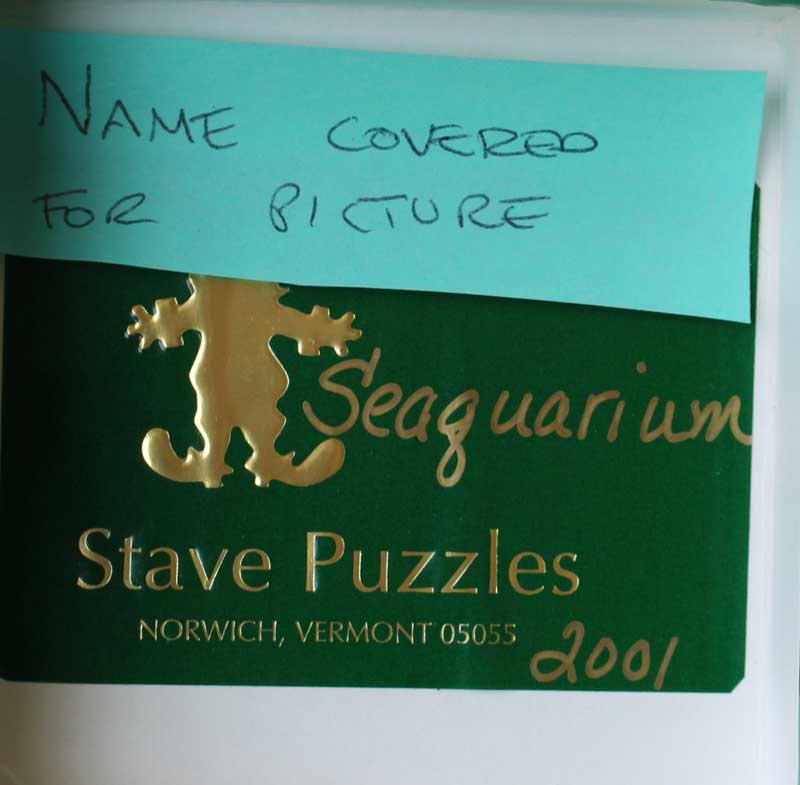 NAME COVERED
FOR PICTURE
Seaquarium
Stave Puzzles
NORWICH, VERMONT 05055
2001